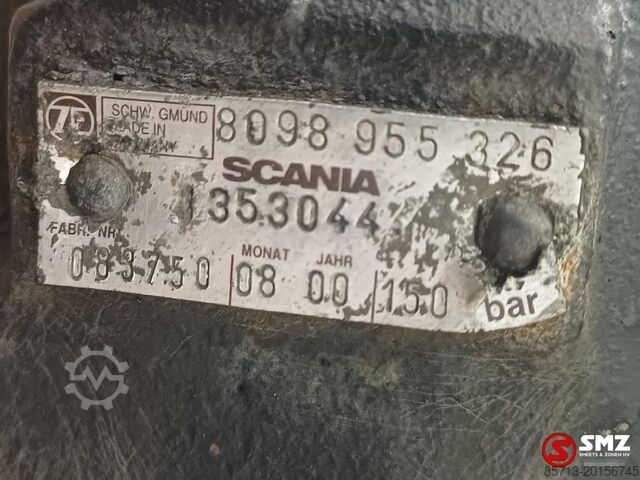 ZF SCHW. GMUND 8098 955 326
MADE IN
GERMANY
SCANIA
1353044
FABR. NR. MONAT JAHR
083750 08 00 150 bar
SMZ
SMEETS & ZONEN NV
85713-20156745